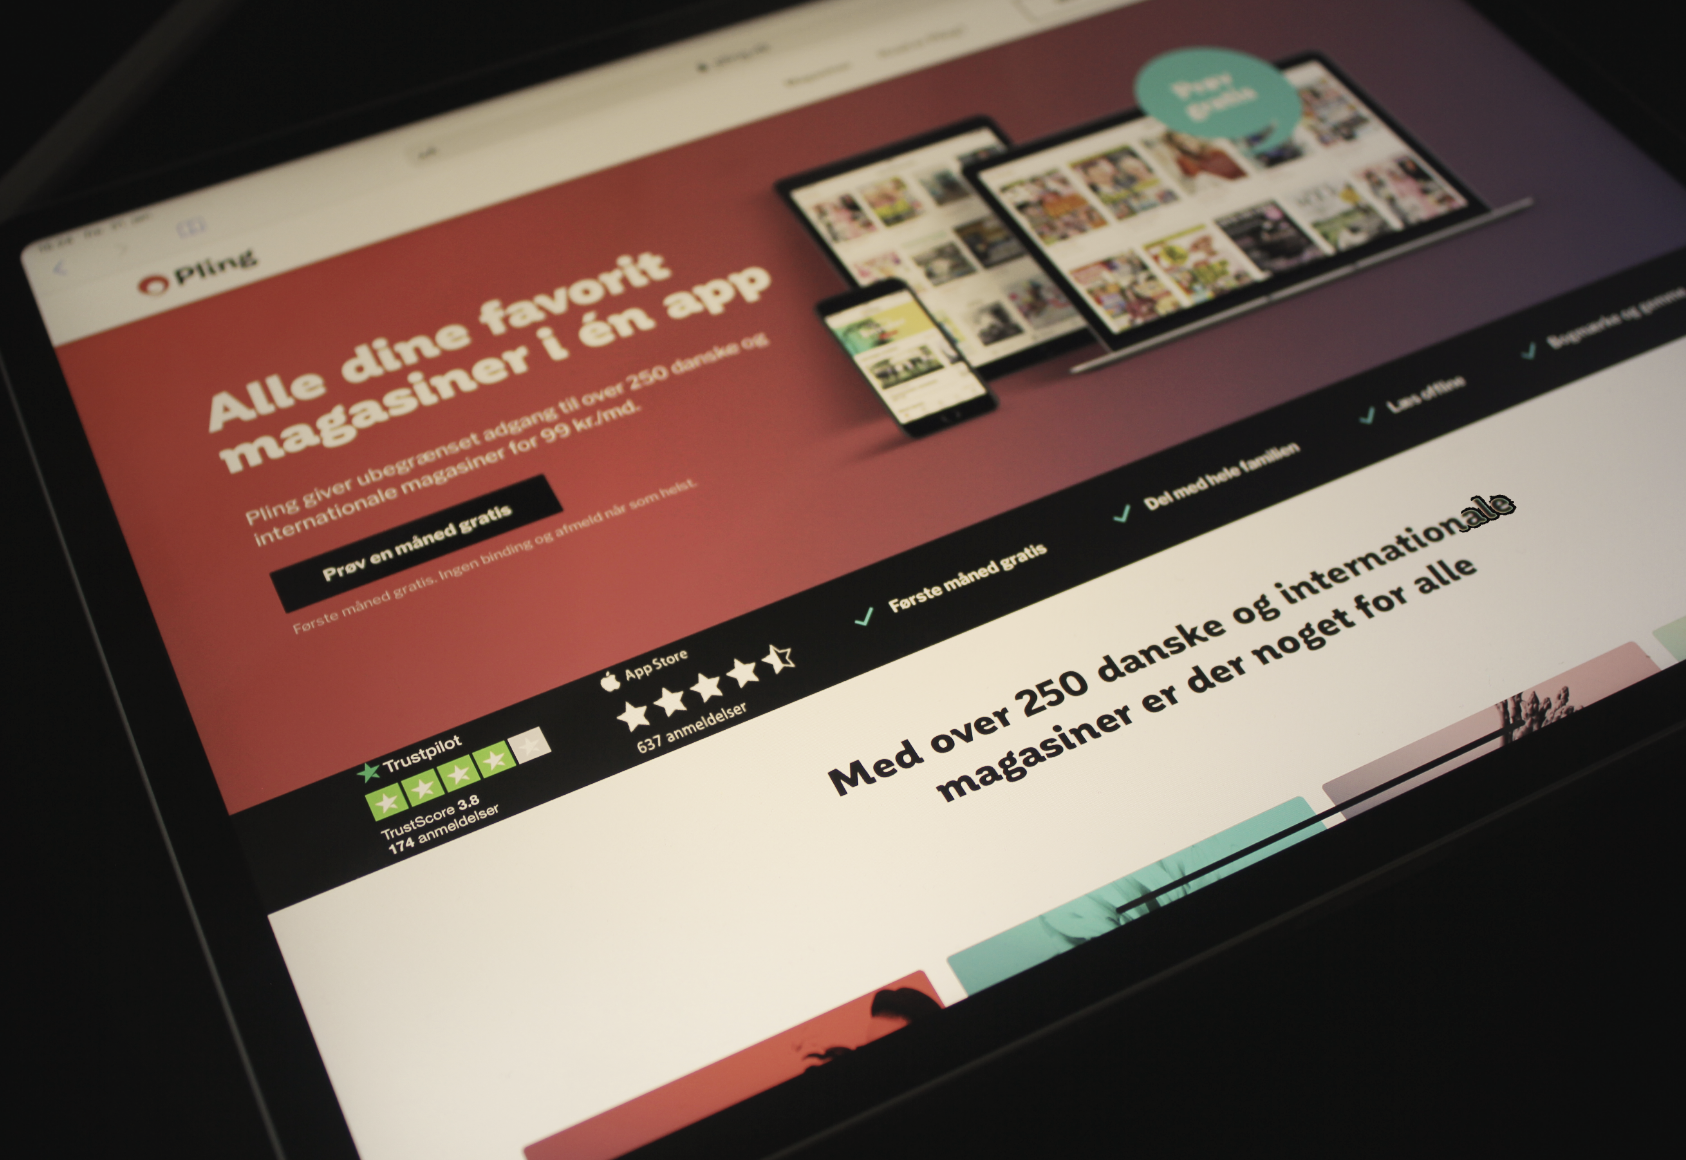 Pling
Prøv
gratis
Alle dine favorit
magasiner i én app
Pling giver ubegrænset adgang til over 250 danske og
internationale magasiner for 99 kr./md.
Prøv en måned gratis
Første måned gratis. Ingen binding og afmeld når som helst.
Trustpilot
TrustScore 3.8
174 anmeldelser
App Store
637 anmeldelser
Første måned gratis
Del med hele familien
Læs offline
Bogmærke og gemme
Med over 250 danske og internationale
magasiner er der noget for alle